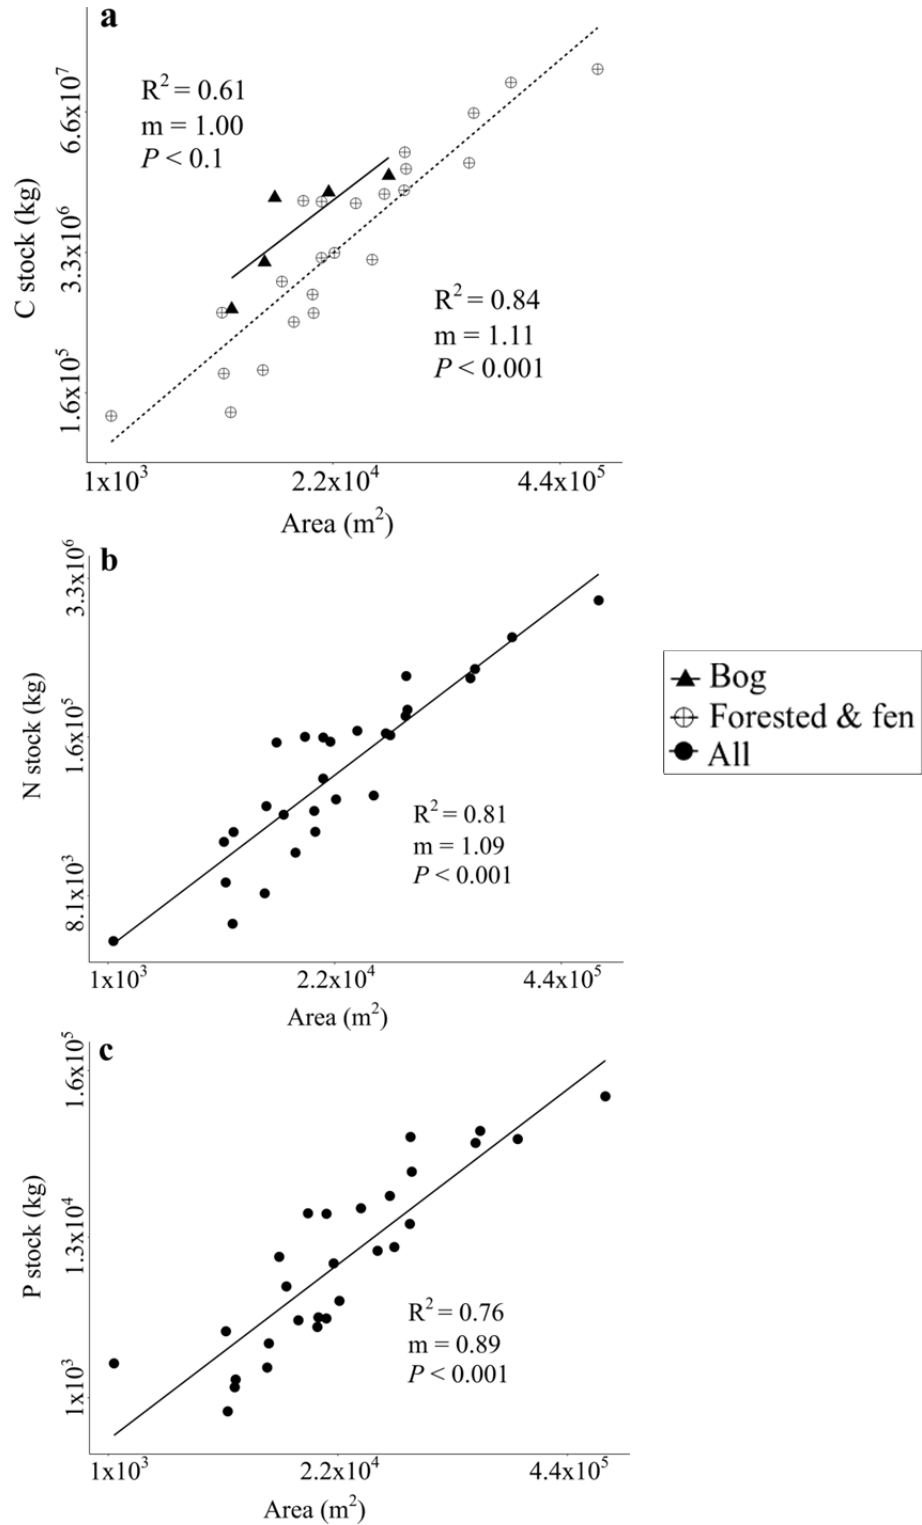 a
R² = 0.61
m = 1.00
P < 0.1
6.6x10⁷
3.3x10⁶
1.6x10⁵
C stock (kg)
R² = 0.84
m = 1.11
P < 0.001
1x10³ 2.2x10⁴ 4.4x10⁵
Area (m²)
b
3.3x10⁶
1.6x10⁵
8.1x10³
N stock (kg)
R² = 0.81
m = 1.09
P < 0.001
1x10³ 2.2x10⁴ 4.4x10⁵
Area (m²)
Bog
Forested & fen
All
c
1.6x10⁵
1.3x10⁴
1x10³
P stock (kg)
R² = 0.76
m = 0.89
P < 0.001
1x10³ 2.2x10⁴ 4.4x10⁵
Area (m²)